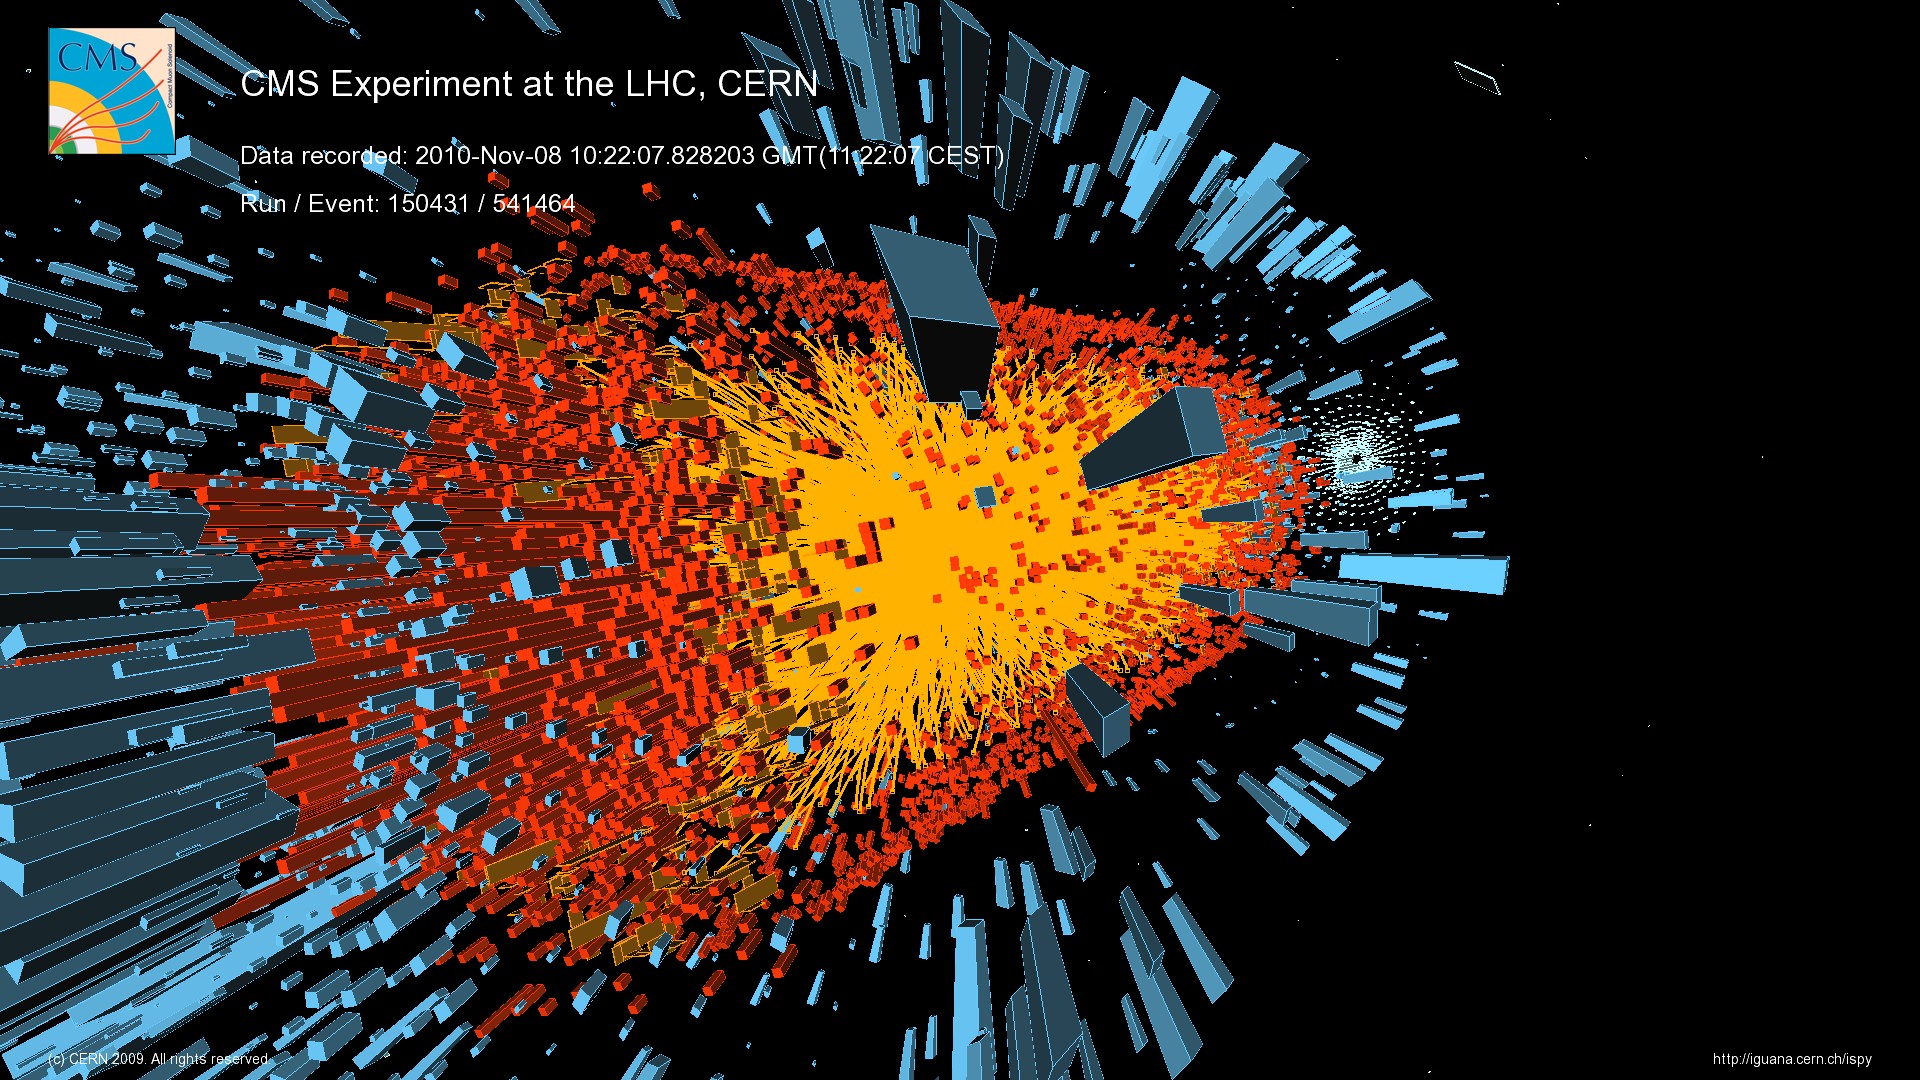 CMS
Compact Muon Solenoid
CMS Experiment at the LHC, CERN
Data recorded: 2010-Nov-08 10:22:07.828203 GMT(11:22:07 CEST)
Run / Event: 150431 / 541464
(c) CERN 2009. All rights reserved.
http://iguana.cern.ch/ispy